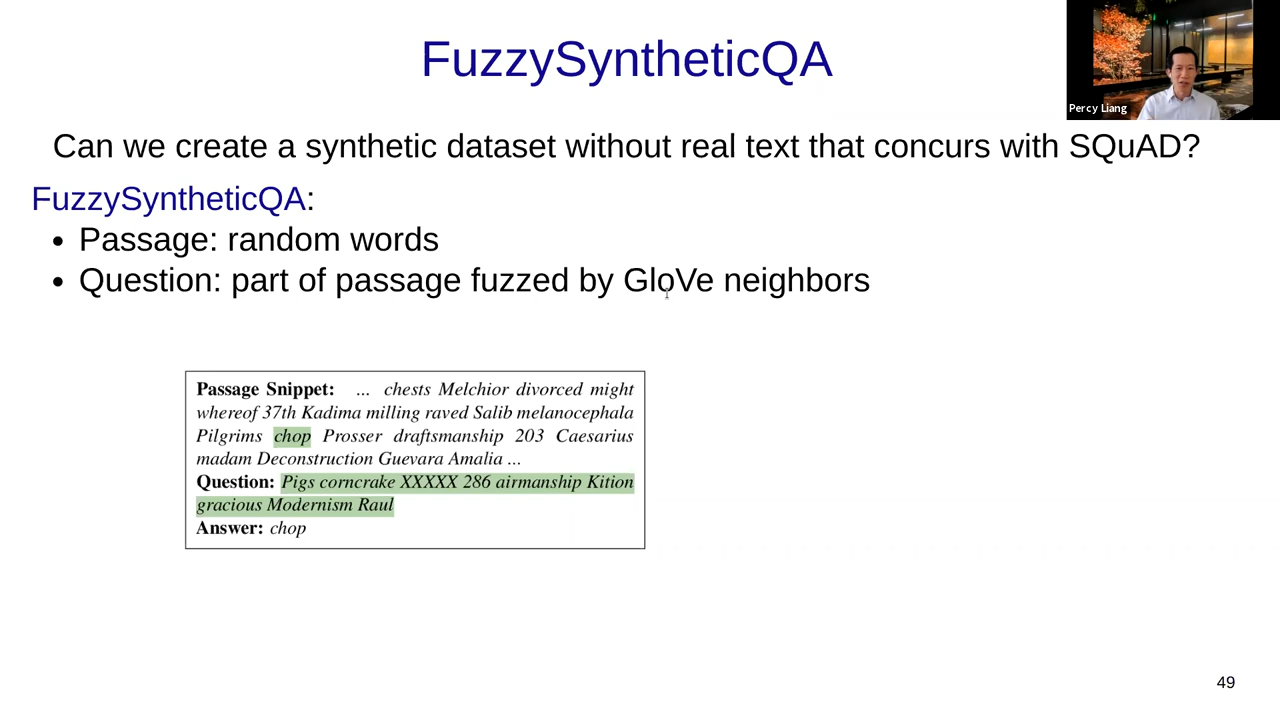 FuzzySyntheticQA
Percy Liang
Can we create a synthetic dataset without real text that concurs with SQuAD?
FuzzySyntheticQA:
• Passage: random words
• Question: part of passage fuzzed by GloVe neighbors
Passage Snippet: ... chests Melchior divorced might
whereof 37th Kadima milling raved Salib melanocephala
Pilgrims chop Prosser draftsmanship 203 Caesarius
madam Deconstruction Guevara Amalia ...
Question: Pigs corncrake XXXXX 286 airmanship Kition
gracious Modernism Raul
Answer: chop
49